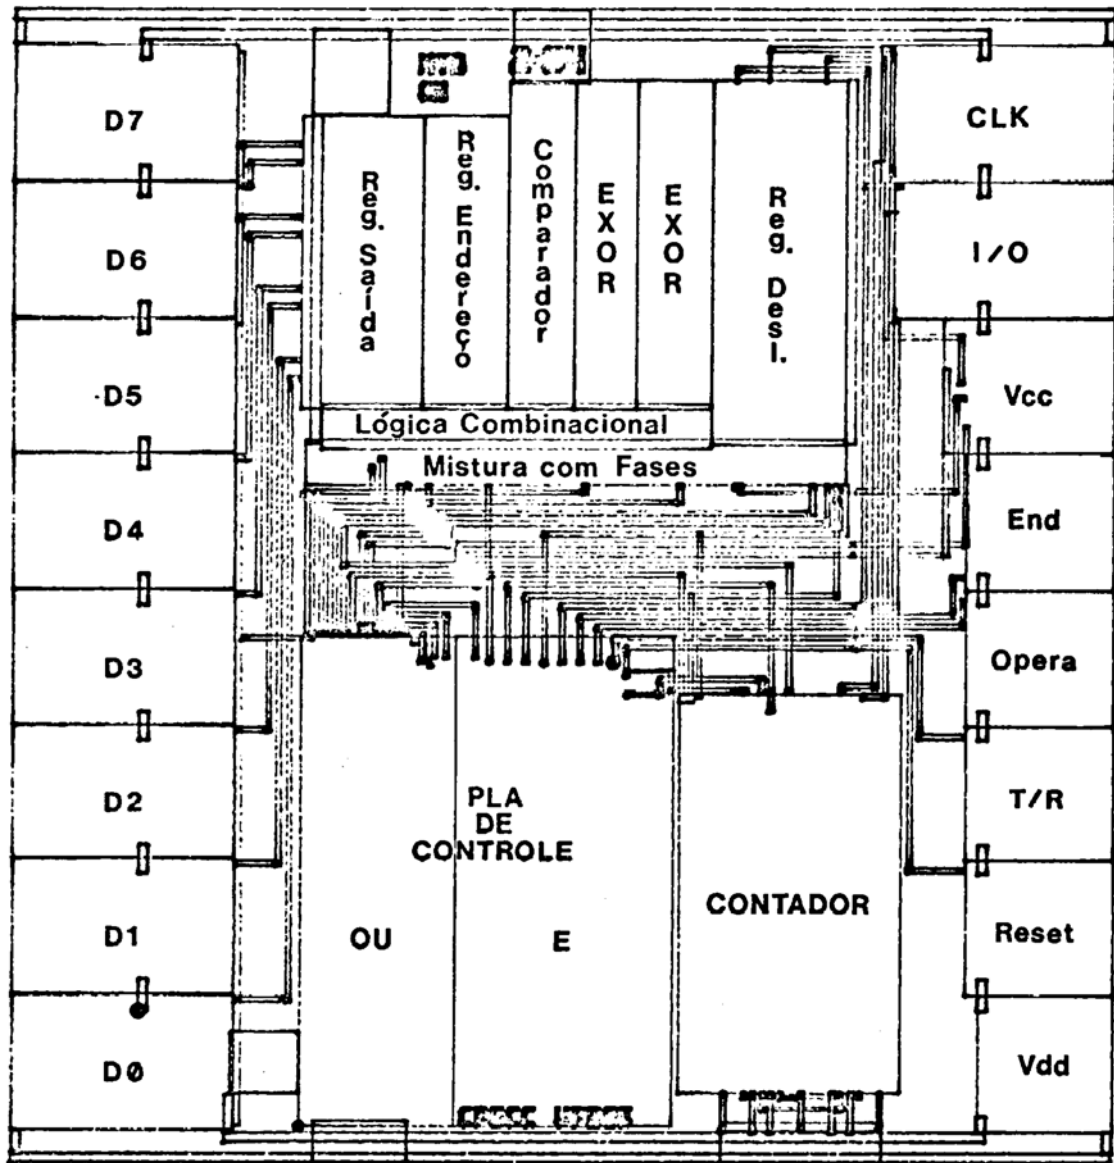 D7
D6
D5
D4
D3
D2
D1
D0
Reg. Saída
Reg. Endereço
Comparador
EXOR
EXOR
Reg. Desl.
Lógica Combinacional
Mistura com Fases
PLA
DE
CONTROLE
OU
E
CONTADOR
CLK
I/O
Vcc
End
Opera
T/R
Reset
Vdd